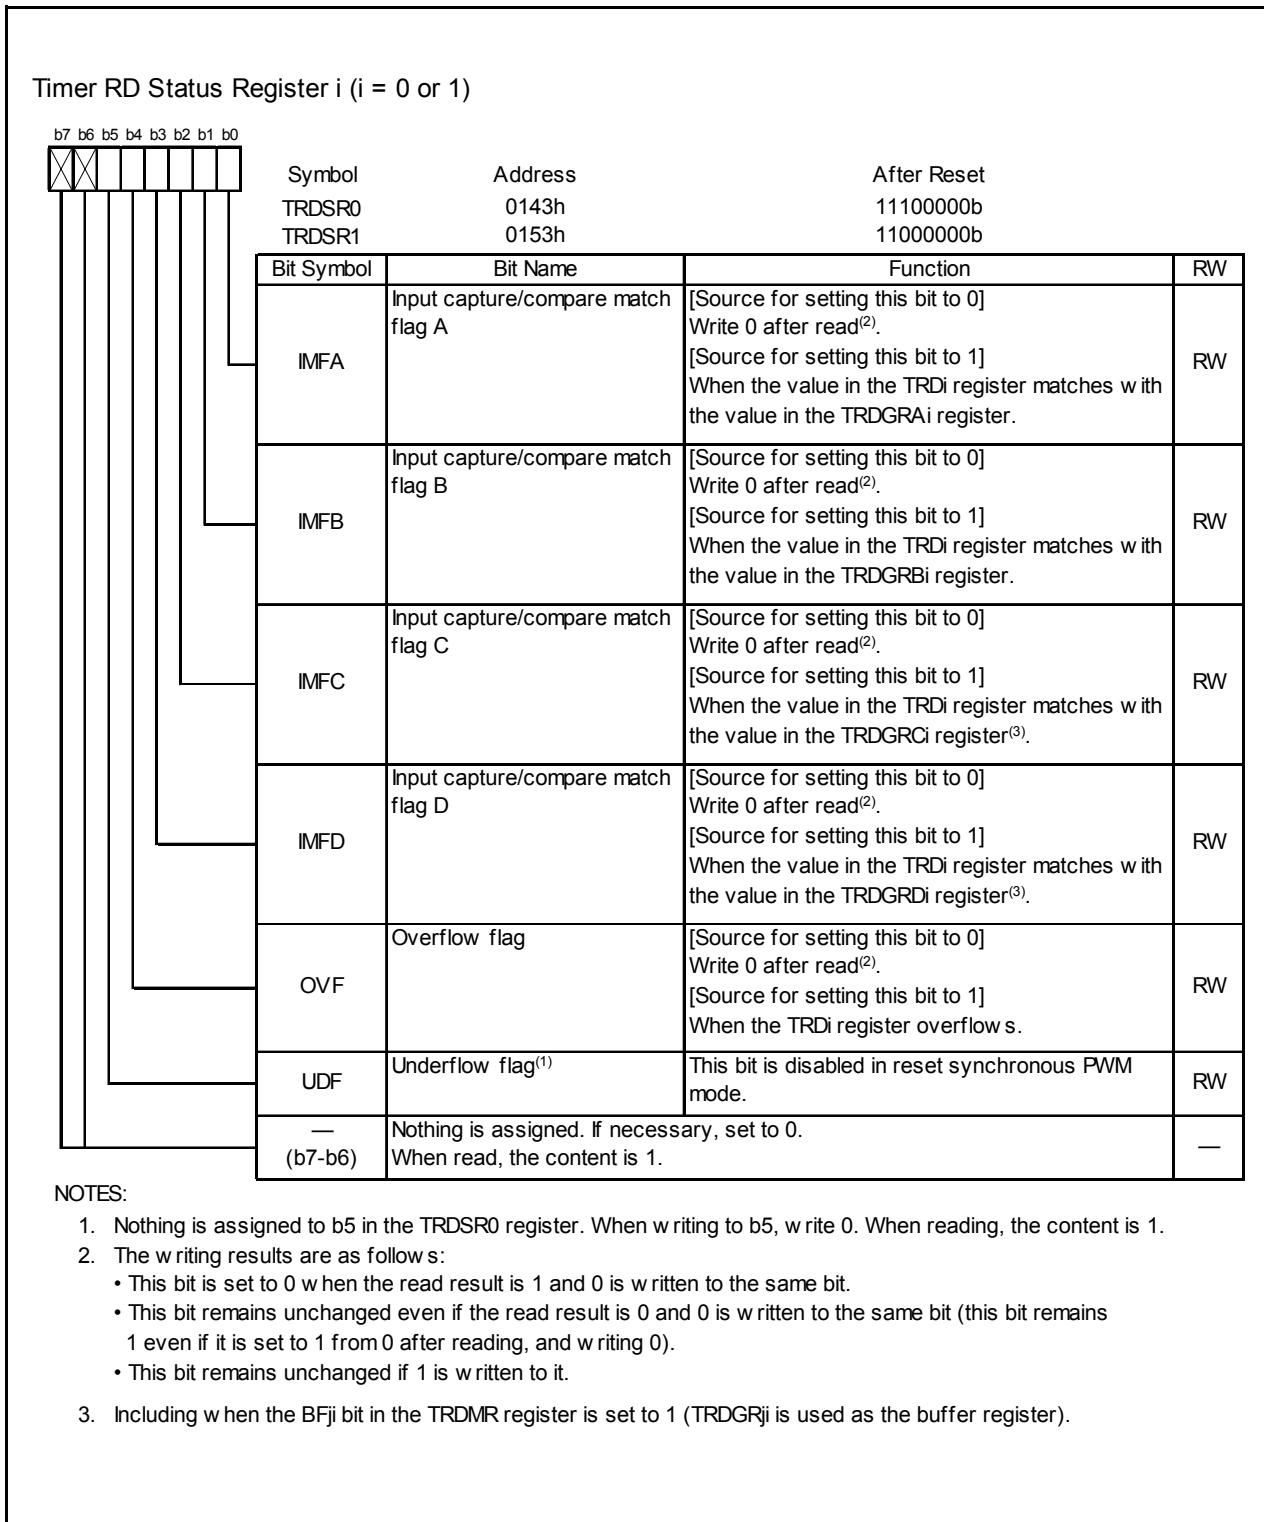 Timer RD Status Register i (i = 0 or 1)
b7 b6 b5 b4 b3 b2 b1 b0
Symbol Address After Reset
TRDSR0 0143h 11100000b
TRDSR1 0153h 11000000b
Bit Symbol Bit Name Function RW
IMFA
Input capture/compare match
flag A
[Source for setting this bit to 0]
Write 0 after read(2).
[Source for setting this bit to 1]
When the value in the TRDi register matches with
the value in the TRDGRAi register.
RW
IMFB
Input capture/compare match
flag B
[Source for setting this bit to 0]
Write 0 after read(2).
[Source for setting this bit to 1]
When the value in the TRDi register matches with
the value in the TRDGRBi register.
RW
IMFC
Input capture/compare match
flag C
[Source for setting this bit to 0]
Write 0 after read(2).
[Source for setting this bit to 1]
When the value in the TRDi register matches with
the value in the TRDGRCi register(3).
RW
IMFD
Input capture/compare match
flag D
[Source for setting this bit to 0]
Write 0 after read(2).
[Source for setting this bit to 1]
When the value in the TRDi register matches with
the value in the TRDGRDi register(3).
RW
OVF
Overflow flag
[Source for setting this bit to 0]
Write 0 after read(2).
[Source for setting this bit to 1]
When the TRDi register overflows.
RW
UDF
Underflow flag(1)
This bit is disabled in reset synchronous PWM
mode.
RW
—
(b7-b6)
Nothing is assigned. If necessary, set to 0.
When read, the content is 1.
—
NOTES:
1. Nothing is assigned to b5 in the TRDSR0 register. When writing to b5, write 0. When reading, the content is 1.
2. The writing results are as follows:
• This bit is set to 0 when the read result is 1 and 0 is written to the same bit.
• This bit remains unchanged even if the read result is 0 and 0 is written to the same bit (this bit remains
1 even if it is set to 1 from 0 after reading, and writing 0).
• This bit remains unchanged if 1 is written to it.
3. Including when the BFji bit in the TRDMR register is set to 1 (TRDGRji is used as the buffer register).